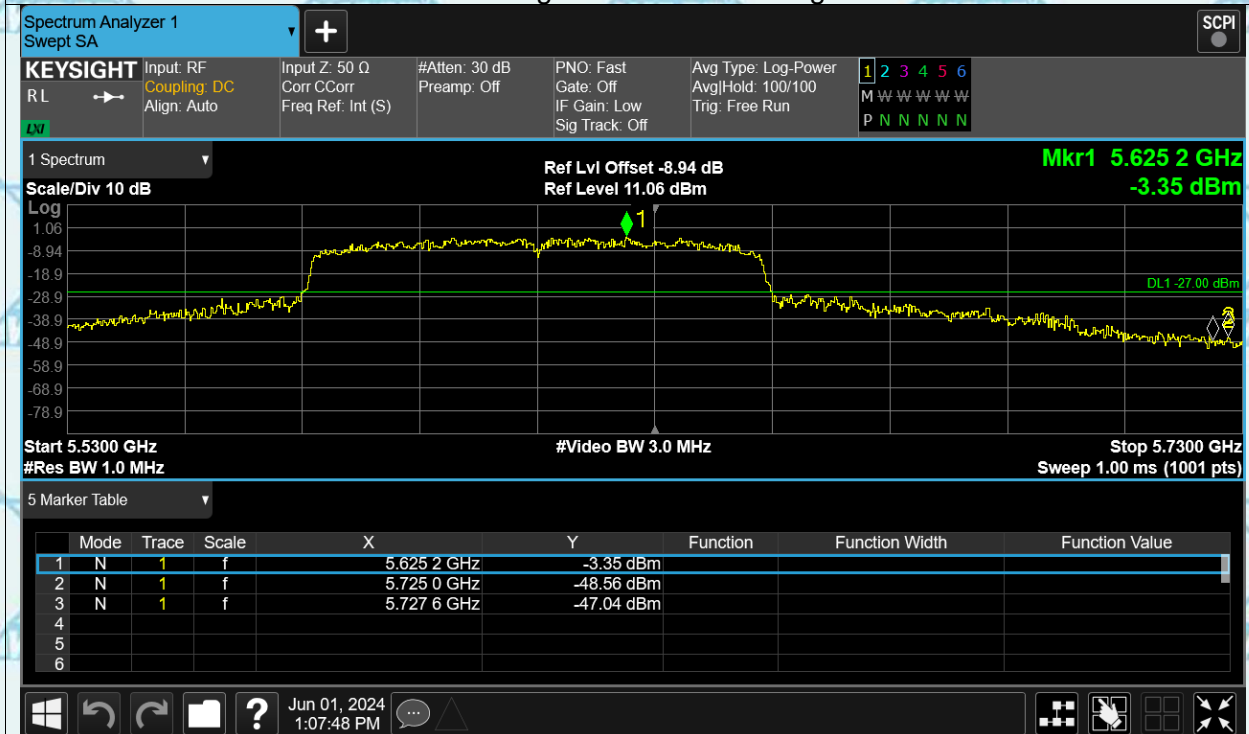 Spectrum Analyzer 1
Swept SA
+
SCPI
KEYSIGHT
R L
LXI
Input: RF
Coupling: DC
Align: Auto
Input Z: 50 Ω
Corr CCorr
Freq Ref: Int (S)
#Atten: 30 dB
Preamp: Off
PNO: Fast
Gate: Off
IF Gain: Low
Sig Track: Off
Avg Type: Log-Power
Avg|Hold: 100/100
Trig: Free Run
1 2 3 4 5 6
M W W W W W
P N N N N N N
1 Spectrum
Scale/Div 10 dB
Ref Lvl Offset -8.94 dB
Ref Level 11.06 dBm
Mkr1 5.625 2 GHz
-3.35 dBm
Log
1
1.06
-8.94
-18.9
-28.9
-38.9
-48.9
-58.9
-68.9
-78.9
DL1 -27.00 dBm
Start 5.5300 GHz
#Video BW 3.0 MHz
Stop 5.7300 GHz
#Res BW 1.0 MHz
Sweep 1.00 ms (1001 pts)
5 Marker Table
Mode Trace Scale X Y Function Function Width Function Value
1 N 1 f 5.625 2 GHz -3.35 dBm
2 N 1 f 5.725 0 GHz -48.56 dBm
3 N 1 f 5.727 6 GHz -47.04 dBm
4
5
6
?
Jun 01, 2024
1:07:48 PM